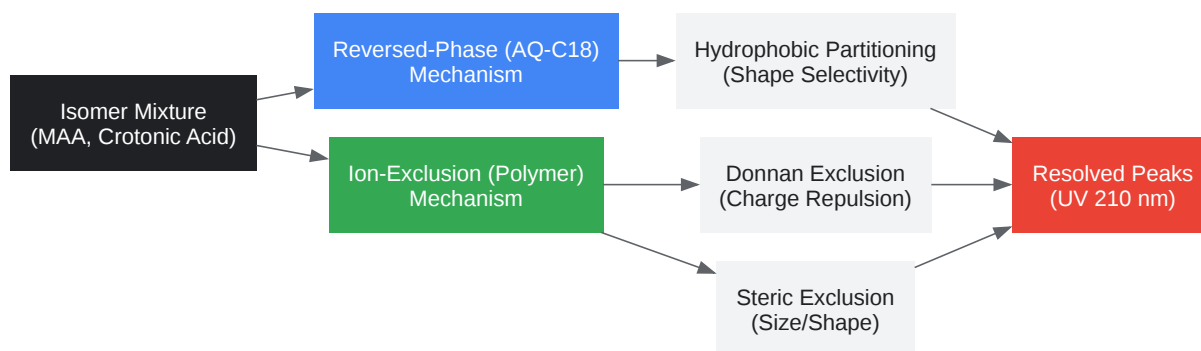 Isomer Mixture
(MAA, Crotonic Acid)
Reversed-Phase (AQ-C18)
Mechanism
Ion-Exclusion (Polymer)
Mechanism
Hydrophobic Partitioning
(Shape Selectivity)
Donnan Exclusion
(Charge Repulsion)
Steric Exclusion
(Size/Shape)
Resolved Peaks
(UV 210 nm)